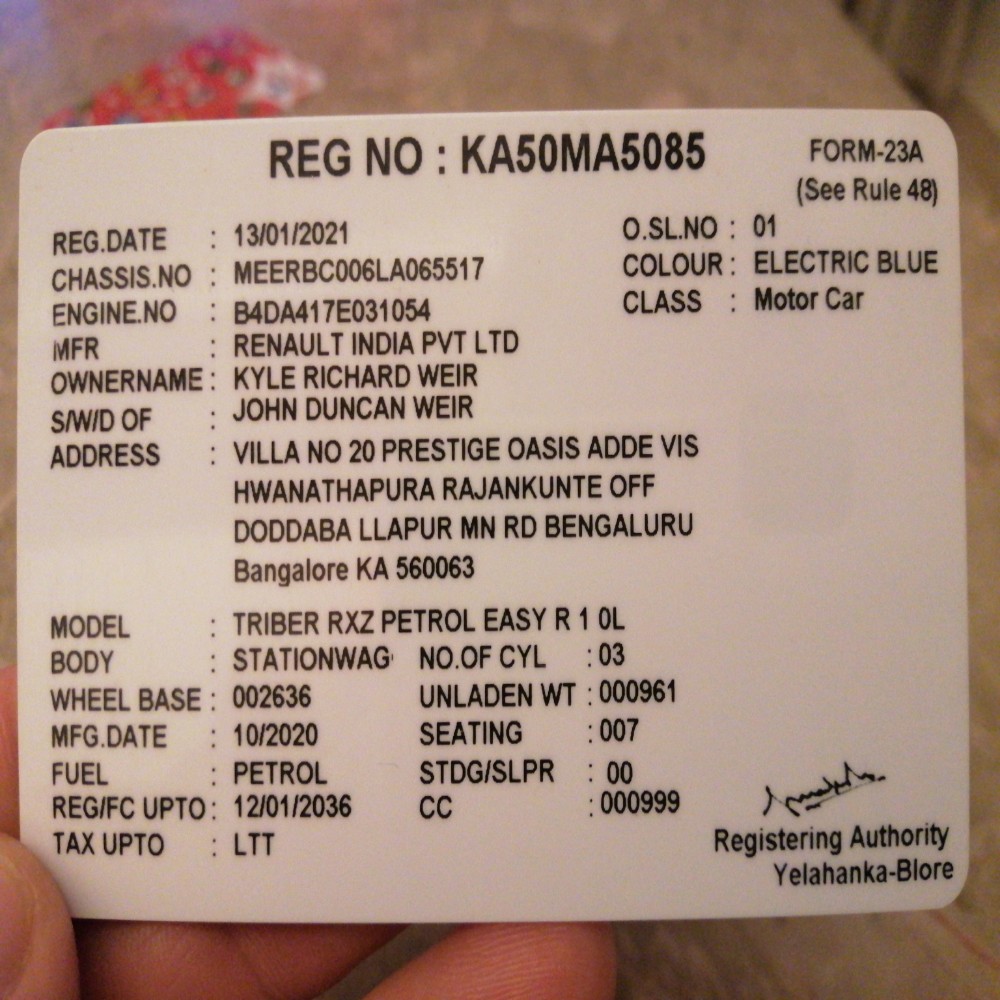 REG NO : KA50MA5085
FORM-23A
(See Rule 48)
REG.DATE : 13/01/2021 O.SL.NO : 01
CHASSIS.NO : MEERBC006LA065517 COLOUR : ELECTRIC BLUE
ENGINE.NO : B4DA417E031054 CLASS : Motor Car
MFR : RENAULT INDIA PVT LTD
OWNERNAME : KYLE RICHARD WEIR
S/W/D OF : JOHN DUNCAN WEIR
ADDRESS : VILLA NO 20 PRESTIGE OASIS ADDE VIS
HWANATHAPURA RAJANKUNTE OFF
DODDABA LLAPUR MN RD BENGALURU
Bangalore KA 560063
MODEL : TRIBER RXZ PETROL EASY R 1 0L
BODY : STATIONWAG NO.OF CYL : 03
WHEEL BASE : 002636 UNLADEN WT : 000961
MFG.DATE : 10/2020 SEATING : 007
FUEL : PETROL STDG/SLPR : 00
REG/FC UPTO : 12/01/2036 CC : 000999
TAX UPTO : LTT
Registering Authority
Yelahanka-Blore